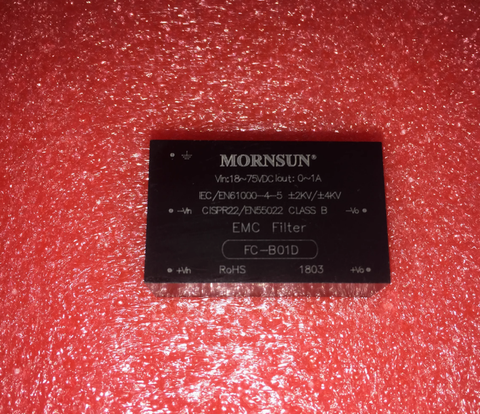 MORNSUN®
Vin:18~75VDC Iout: 0~1A
IEC/EN61000-4-5 ±2KV/±4KV
-Vin CISPR22/EN55022 CLASS B -Vo
EMC Filter
FC-B01D
+Vin RoHS 1803 +Vo